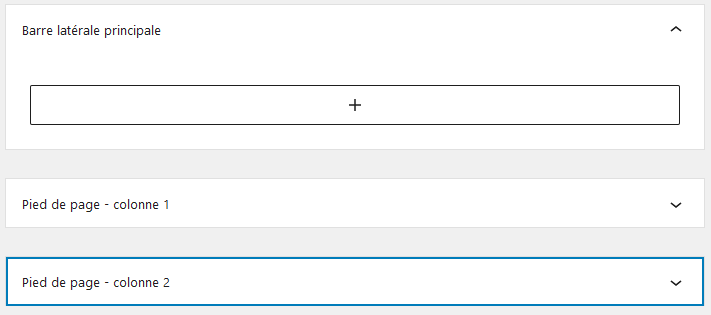 Barre latérale principale
Pied de page - colonne 1
Pied de page - colonne 2